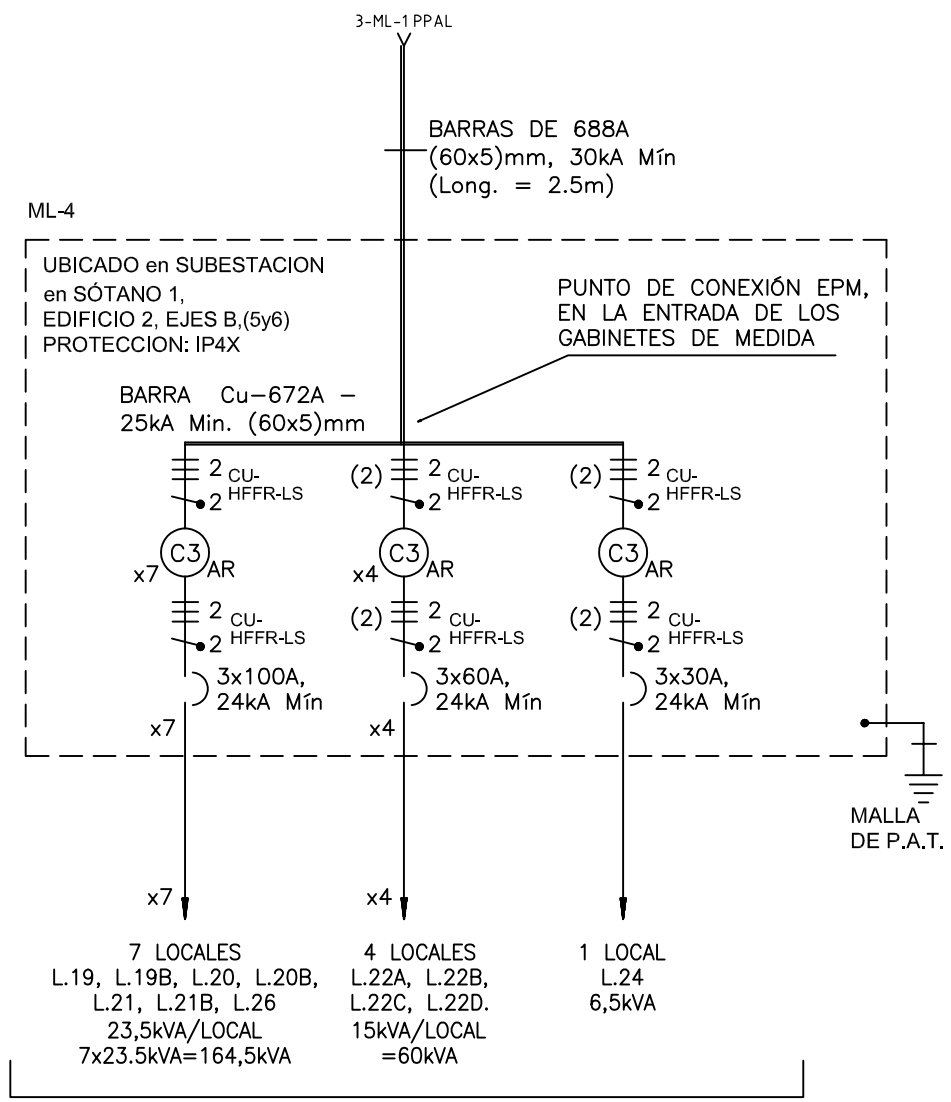 3-ML-1 PPAL
BARRAS DE 688A
(60x5)mm, 30kA Mín
(Long. = 2.5m)
ML-4
UBICADO en SUBESTACION
en SÓTANO 1,
EDIFICIO 2, EJES B,(5y6)
PROTECCION: IP4X
PUNTO DE CONEXIÓN EPM,
EN LA ENTRADA DE LOS
GABINETES DE MEDIDA
BARRA Cu-672A -
25kA Min. (60x5)mm
2 CU-
HFFR-LS
2
(2) 2 CU-
HFFR-LS
2
(2) 2 CU-
HFFR-LS
2
C3
x7
AR
C3
x4
AR
C3
AR
2 CU-
HFFR-LS
2
(2) 2 CU-
HFFR-LS
2
(2) 2 CU-
HFFR-LS
2
3x100A,
24kA Mín
x7
3x60A,
24kA Mín
x4
3x30A,
24kA Mín
MALLA
DE P.A.T.
x7
x4
7 LOCALES
L.19, L.19B, L.20, L.20B,
L.21, L.21B, L.26
23,5kVA/LOCAL
7x23.5kVA=164,5kVA
4 LOCALES
L.22A, L.22B,
L.22C, L.22D.
15kVA/LOCAL
=60kVA
1 LOCAL
L.24
6,5kVA